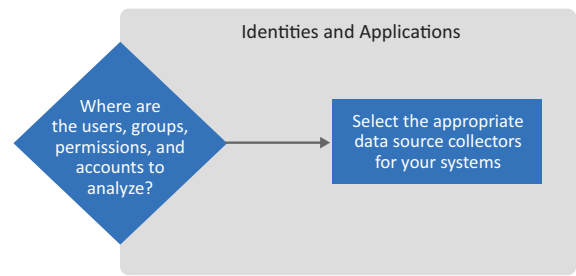 Identities and Applications
Where are
the users, groups,
permissions, and
accounts to
analyze?
Select the appropriate
data source collectors
for your systems